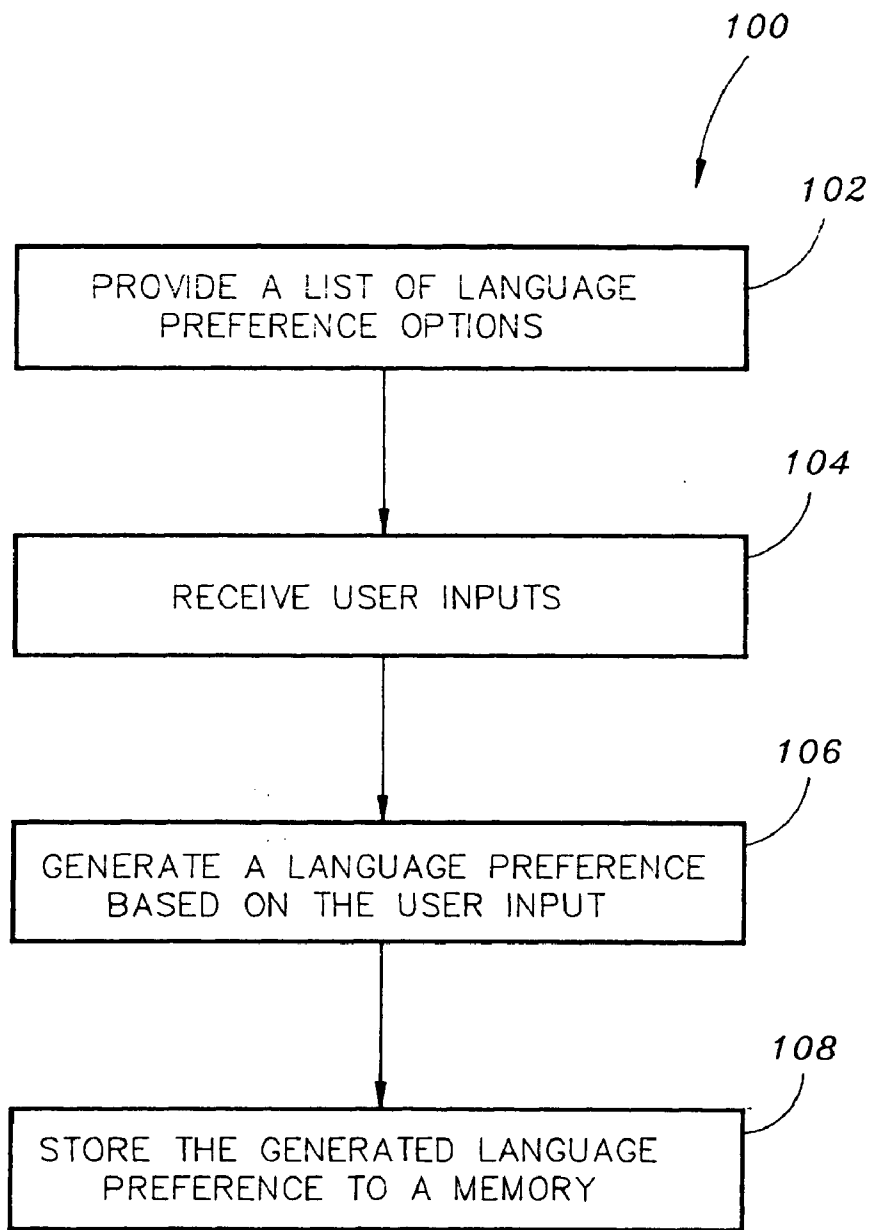 100
102
PROVIDE A LIST OF LANGUAGE
PREFERENCE OPTIONS
104
RECEIVE USER INPUTS
106
GENERATE A LANGUAGE PREFERENCE
BASED ON THE USER INPUT
108
STORE THE GENERATED LANGUAGE
PREFERENCE TO A MEMORY